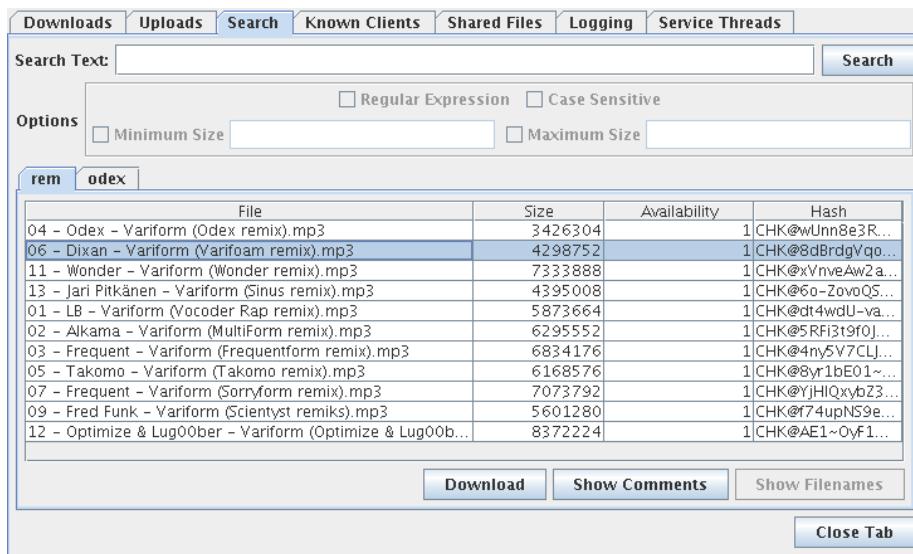 Downloads Uploads Search Known Clients Shared Files Logging Service Threads
Search Text: Search
Regular Expression Case Sensitive
Options
Minimum Size Maximum Size
rem odex
File Size Availability Hash
04 – Odex – Variform (Odex remix).mp3 3426304 1 CHK@wUnn8e3R...
06 – Dixan – Variform (Varifoam remix).mp3 4298752 1 CHK@8dBrdgVqo...
11 – Wonder – Variform (Wonder remix).mp3 7333888 1 CHK@xVnveAw2a...
13 – Jari Pitkänen – Variform (Sinus remix).mp3 4395008 1 CHK@6o–ZovoQS...
01 – LB – Variform (Vocoder Rap remix).mp3 5873664 1 CHK@dt4wdU–va...
02 – Alkama – Variform (MultiForm remix).mp3 6295552 1 CHK@5RFi3t9f0J...
03 – Frequent – Variform (Frequentform remix).mp3 6834176 1 CHK@4ny5V7CLJ...
05 – Takomo – Variform (Takomo remix).mp3 6168576 1 CHK@8yr1bE01~...
07 – Frequent – Variform (Sorryform remix).mp3 7073792 1 CHK@YjHIQxybZ3...
09 – Fred Funk – Variform (Scientyst remiks).mp3 5601280 1 CHK@f74upNS9e...
12 – Optimize & Lug00ber – Variform (Optimize & Lug00b... 8372224 1 CHK@AE1~OyF1...
Download Show Comments Show Filenames
Close Tab